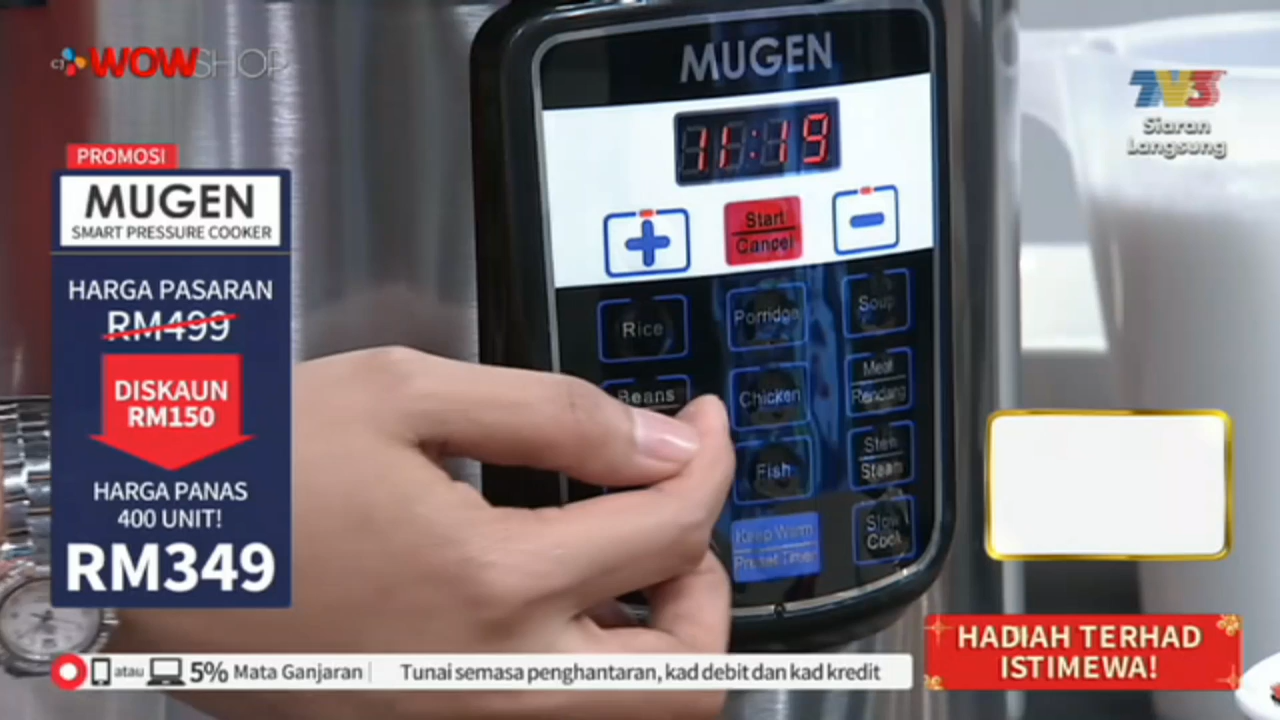 CJ WOWSHOP
TV3
Siaran
Langsung
PROMOSI
MUGEN
SMART PRESSURE COOKER
HARGA PASARAN
RM499
DISKAUN
RM150
HARGA PANAS
400 UNIT!
RM349
MUGEN
11:19
+
Start
Cancel
-
Rice
Porridge
Soup
Beans
Chicken
Meat
Rendang
Fish
Stew
Steam
Keep Warm
Preset Timer
Slow
Cook
HADIAH TERHAD
ISTIMEWA!
atau 5% Mata Ganjaran | Tunai semasa penghantaran, kad debit dan kad kredit